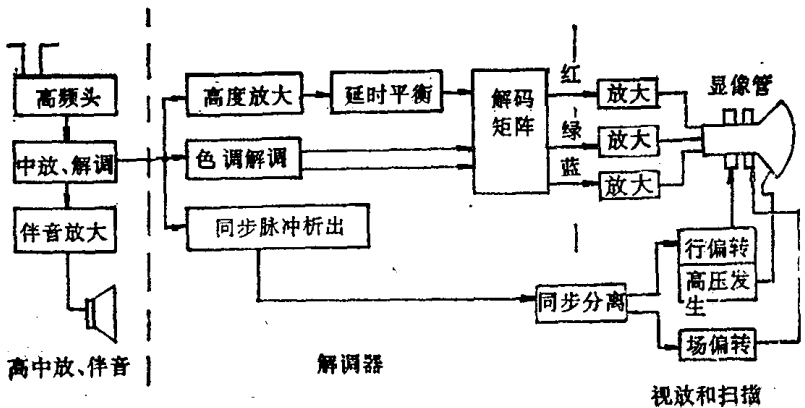 高频头
中放、解调
伴音放大
高中放、伴音
高度放大
延时平衡
色调解调
同步脉冲析出
解码
矩阵
同步分离
解调器
红
绿
蓝
放大
放大
放大
显像管
行偏转
高压发
生
场偏转
视放和扫描